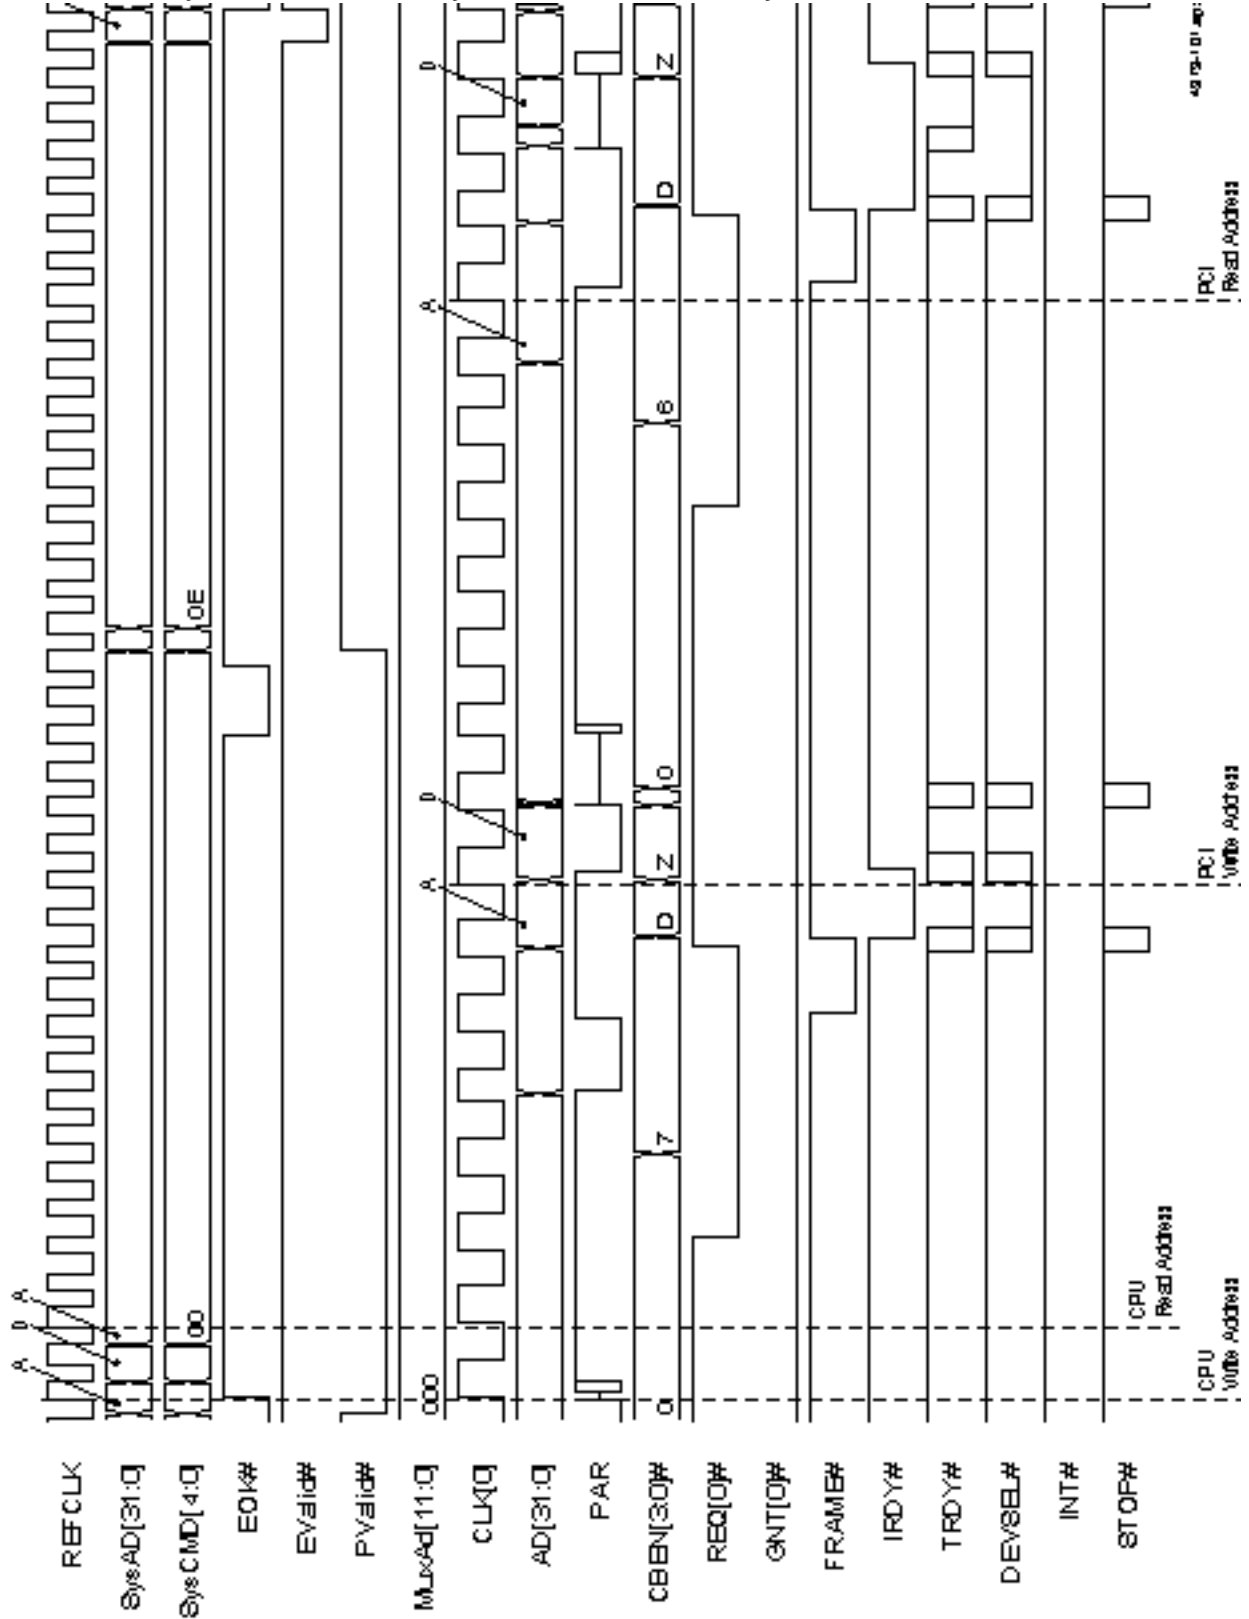 REFCLK
A D A
SysAD[31:0]
SysCMD[4:0] 00 0E
EOK#
EValid#
PValid#
MuxAd[11:0] 000
CLK[0]
A D A D
AD[31:0]
PAR
CBEN[3:0]# 0 7 D Z 0 6 D Z
REQ[0]#
GNT[0]#
FRAME#
IRDY#
TRDY#
DEVSEL#
INT#
STOP#
CPU
Write Address
CPU
Read Address
PCI
Write Address
PCI
Read Address